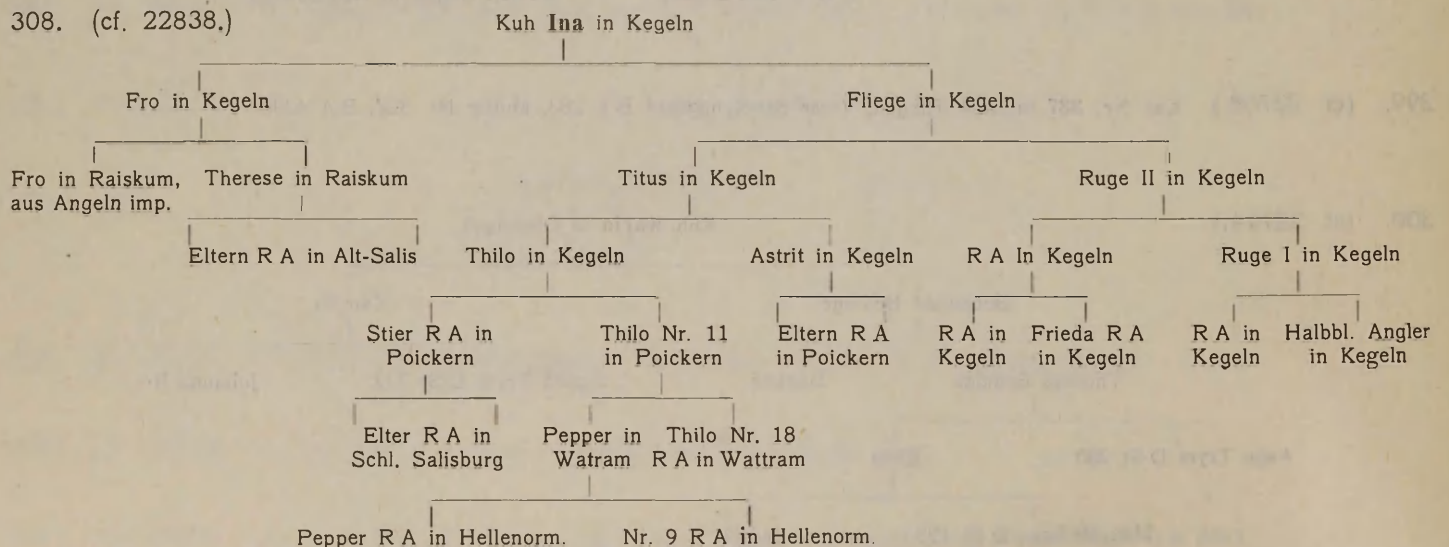 308. (cf. 22838.)
Kuh Ina in Kegeln
Fro in Kegeln
Fliege in Kegeln
Fro in Raiskum,
aus Angeln imp.
Therese in Raiskum
Titus in Kegeln
Ruge II in Kegeln
Eltern R A in Alt-Salis
Thilo in Kegeln
Astrit in Kegeln
R A In Kegeln
Ruge I in Kegeln
Stier R A in
Poickern
Thilo Nr. 11
in Poickern
Eltern R A
in Poickern
R A in
Kegeln
Frieda R A
in Kegeln
R A in
Kegeln
Halbbl. Angler
in Kegeln
Elter R A in
Schl. Salisburg
Pepper in
Watram
Thilo Nr. 18
R A in Wattram
Pepper R A in Hellenorm.
Nr. 9 R A in Hellenorm.